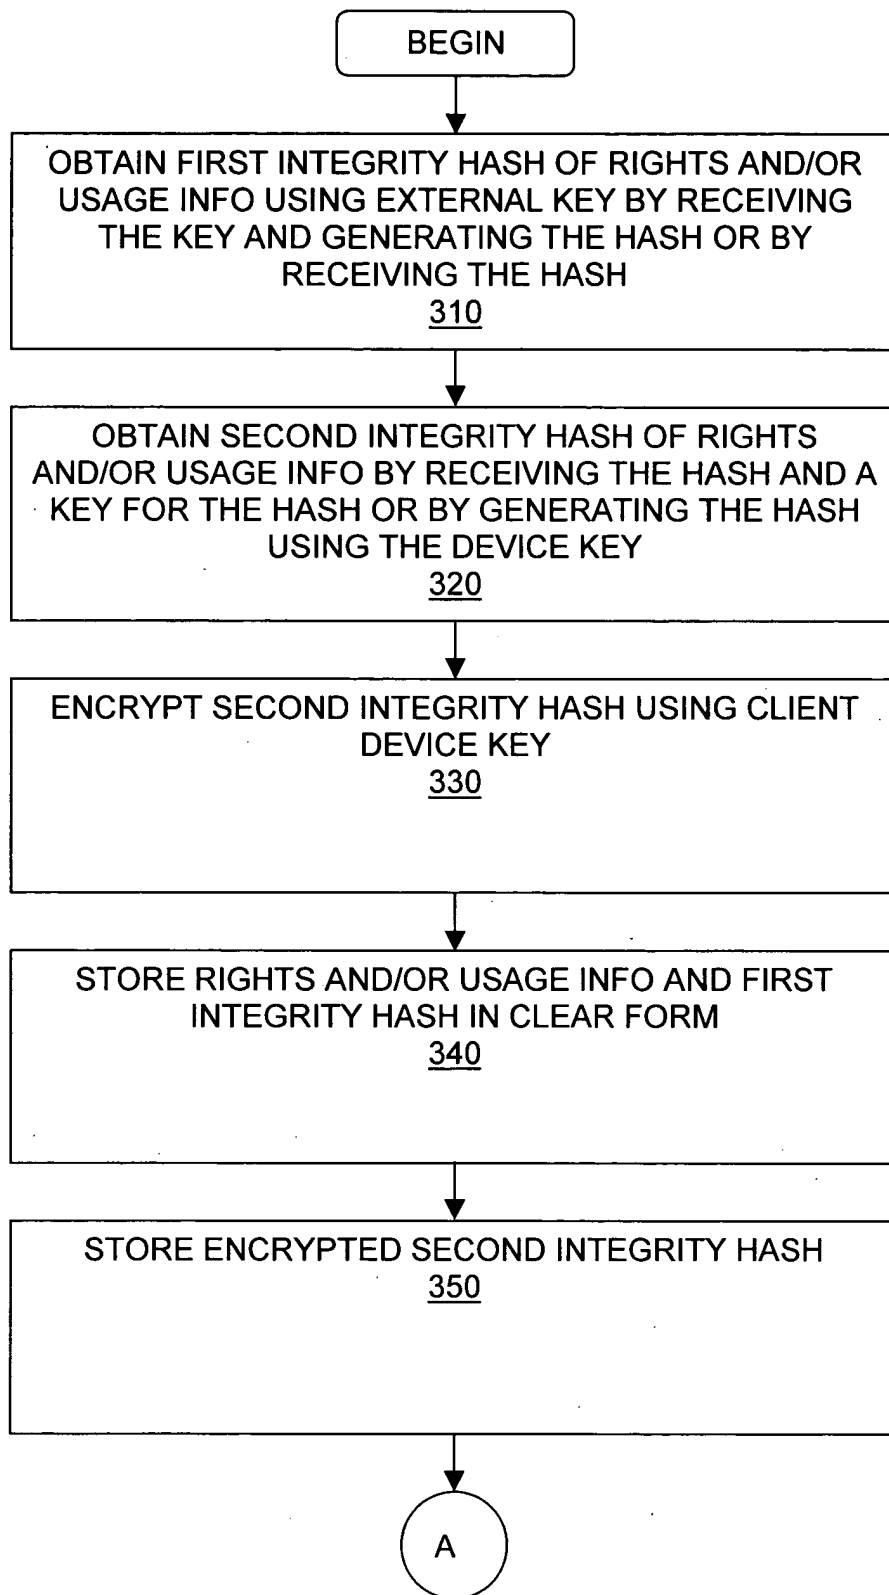 BEGIN
OBTAIN FIRST INTEGRITY HASH OF RIGHTS AND/OR
USAGE INFO USING EXTERNAL KEY BY RECEIVING
THE KEY AND GENERATING THE HASH OR BY
RECEIVING THE HASH
310
OBTAIN SECOND INTEGRITY HASH OF RIGHTS
AND/OR USAGE INFO BY RECEIVING THE HASH AND A
KEY FOR THE HASH OR BY GENERATING THE HASH
USING THE DEVICE KEY
320
ENCRYPT SECOND INTEGRITY HASH USING CLIENT
DEVICE KEY
330
STORE RIGHTS AND/OR USAGE INFO AND FIRST
INTEGRITY HASH IN CLEAR FORM
340
STORE ENCRYPTED SECOND INTEGRITY HASH
350
A